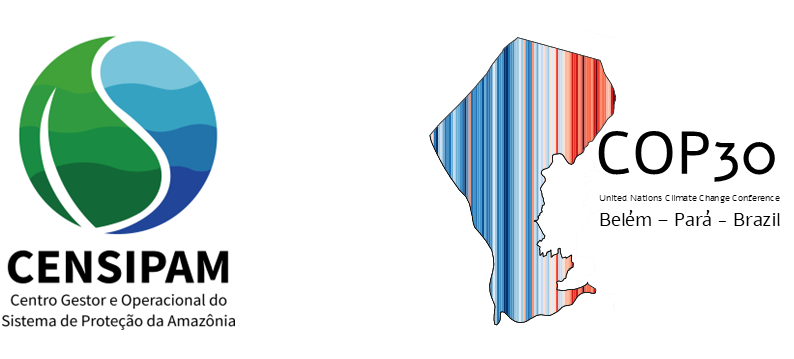 CENSIPAM
Centro Gestor e Operacional do
Sistema de Proteção da Amazônia
COP30
United Nations Climate Change Conference
Belém – Pará – Brazil